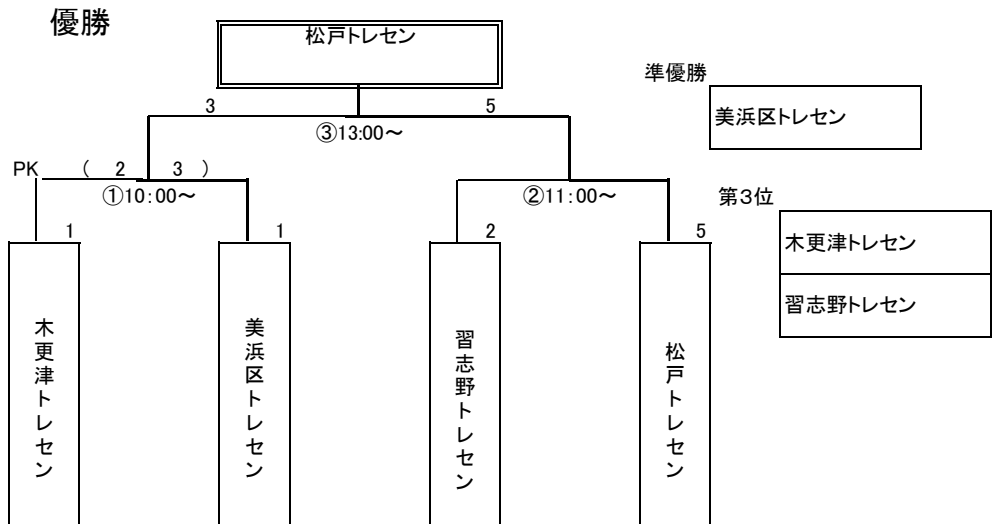 優勝
松戸トレセン
準優勝
美浜区トレセン
3
5
③13:00～
PK ( 2 3 )
①10:00～
②11:00～
第3位
木更津トレセン
習志野トレセン
1
1
2
5
木更津トレセン
美浜区トレセン
習志野トレセン
松戸トレセン